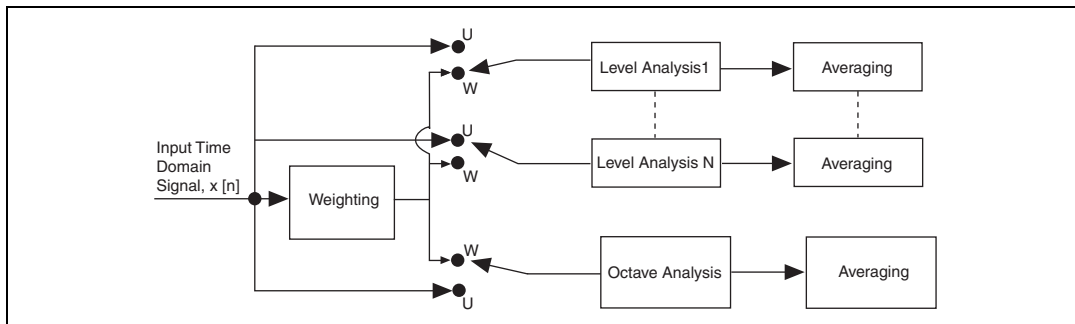 U
Level Analysis1
Averaging
W
U
Input Time
Domain
Signal, x [n]
Level Analysis N
Averaging
W
Weighting
W
Octave Analysis
Averaging
U